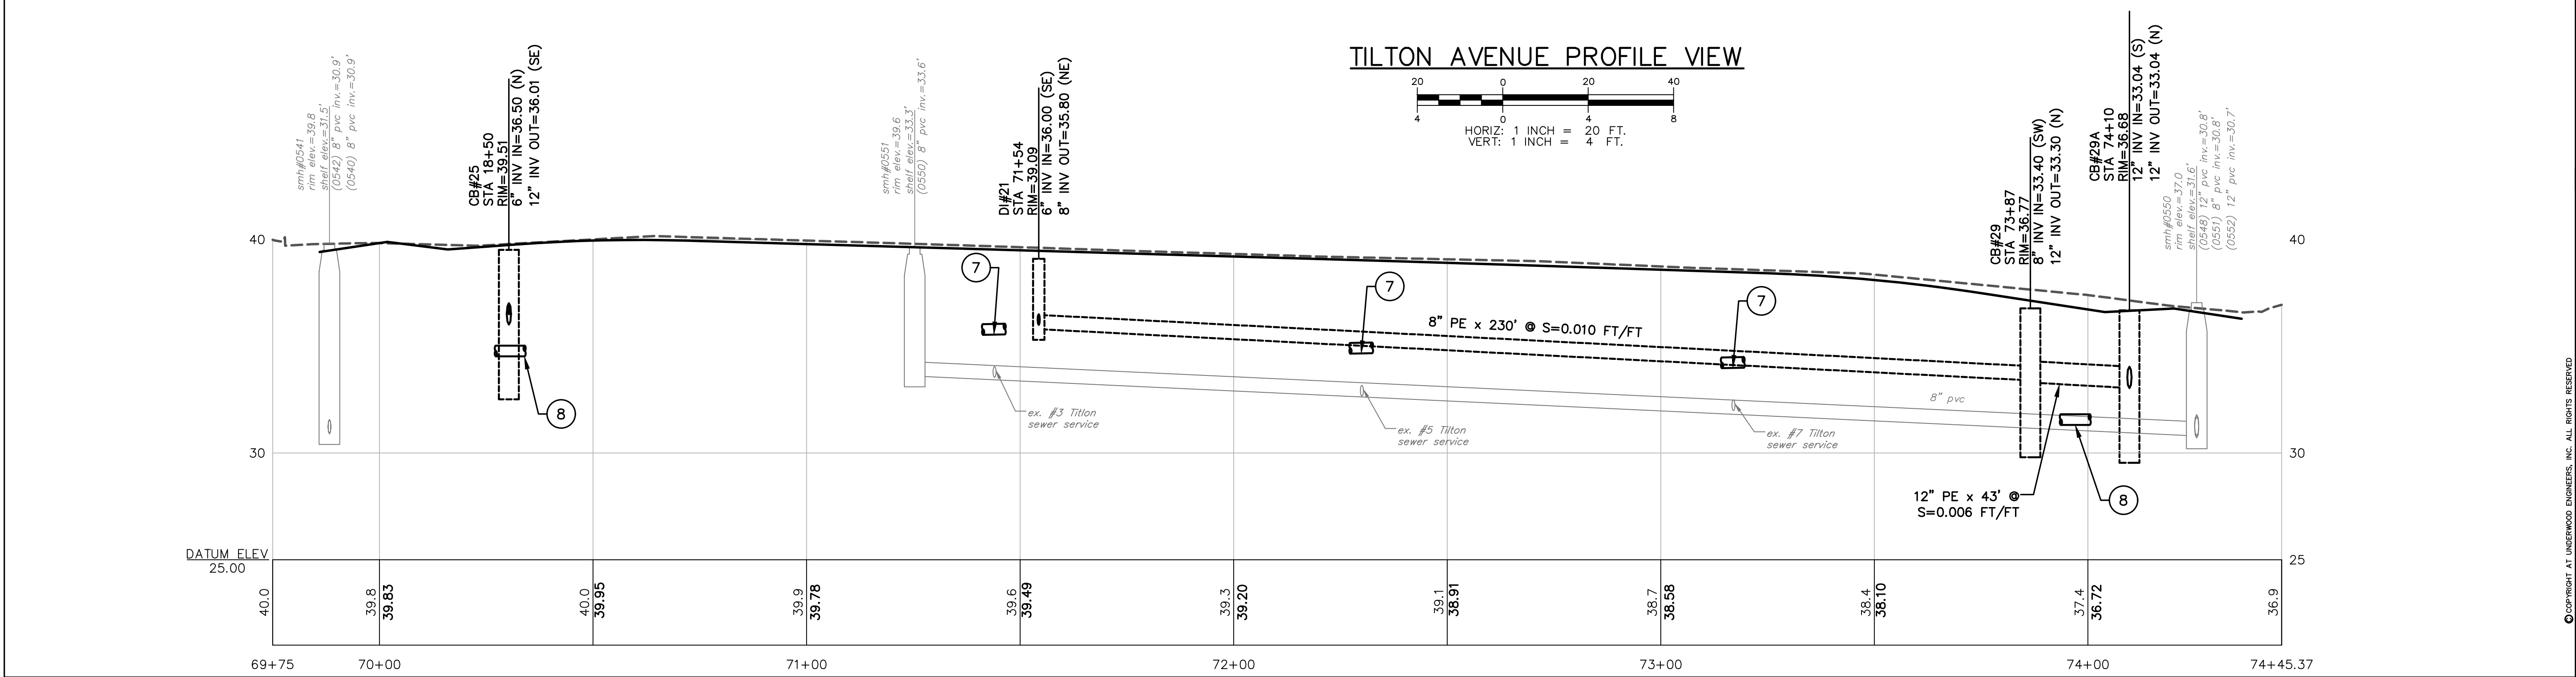 TILTON AVENUE PROFILE VIEW
20 0 20 40
4 0 4 8
HORIZ: 1 INCH = 20 FT.
VERT: 1 INCH = 4 FT.
smh#0541
rim elev.=39.8
shelf elev.=31.5'
(0542) 8" pvc inv.=30.9'
(0540) 8" pvc inv.=30.9'
CB#25
STA 18+50
RIM=39.51
6" INV IN=36.50 (N)
12" INV OUT=36.01 (SE)
smh#0551
rim elev.=39.6
shelf elev.=33.3'
(0550) 8" pvc inv.=33.6'
DI#21
STA 71+54
RIM=39.09
6" INV IN=36.00 (SE)
8" INV OUT=35.80 (NE)
CB#29
STA 73+87
RIM=36.77
8" INV IN=33.40 (SW)
12" INV OUT=33.30 (N)
CB#29A
STA 74+10
RIM=36.68
12" INV IN=33.04 (S)
12" INV OUT=33.04 (N)
smh#0550
rim elev.=37.0
shelf elev.=31.6'
(0548) 12" pvc inv.=30.8'
(0551) 8" pvc inv.=30.8'
(0552) 12" pvc inv.=30.7'
40
40
7
7
7
8" PE x 230' @ S=0.010 FT/FT
8
ex. #3 Titlon
sewer service
ex. #5 Tilton
sewer service
ex. #7 Tilton
sewer service
8" pvc
30
30
12" PE x 43' @
S=0.006 FT/FT
8
DATUM ELEV
25.00
25
40.0
39.8
39.83
40.0
39.95
39.9
39.78
39.6
39.49
39.3
39.20
39.1
38.91
38.7
38.58
38.4
38.10
37.4
36.72
36.9
69+75
70+00
71+00
72+00
73+00
74+00
74+45.37
© COPYRIGHT AT UNDERWOOD ENGINEERS, INC. ALL RIGHTS RESERVED